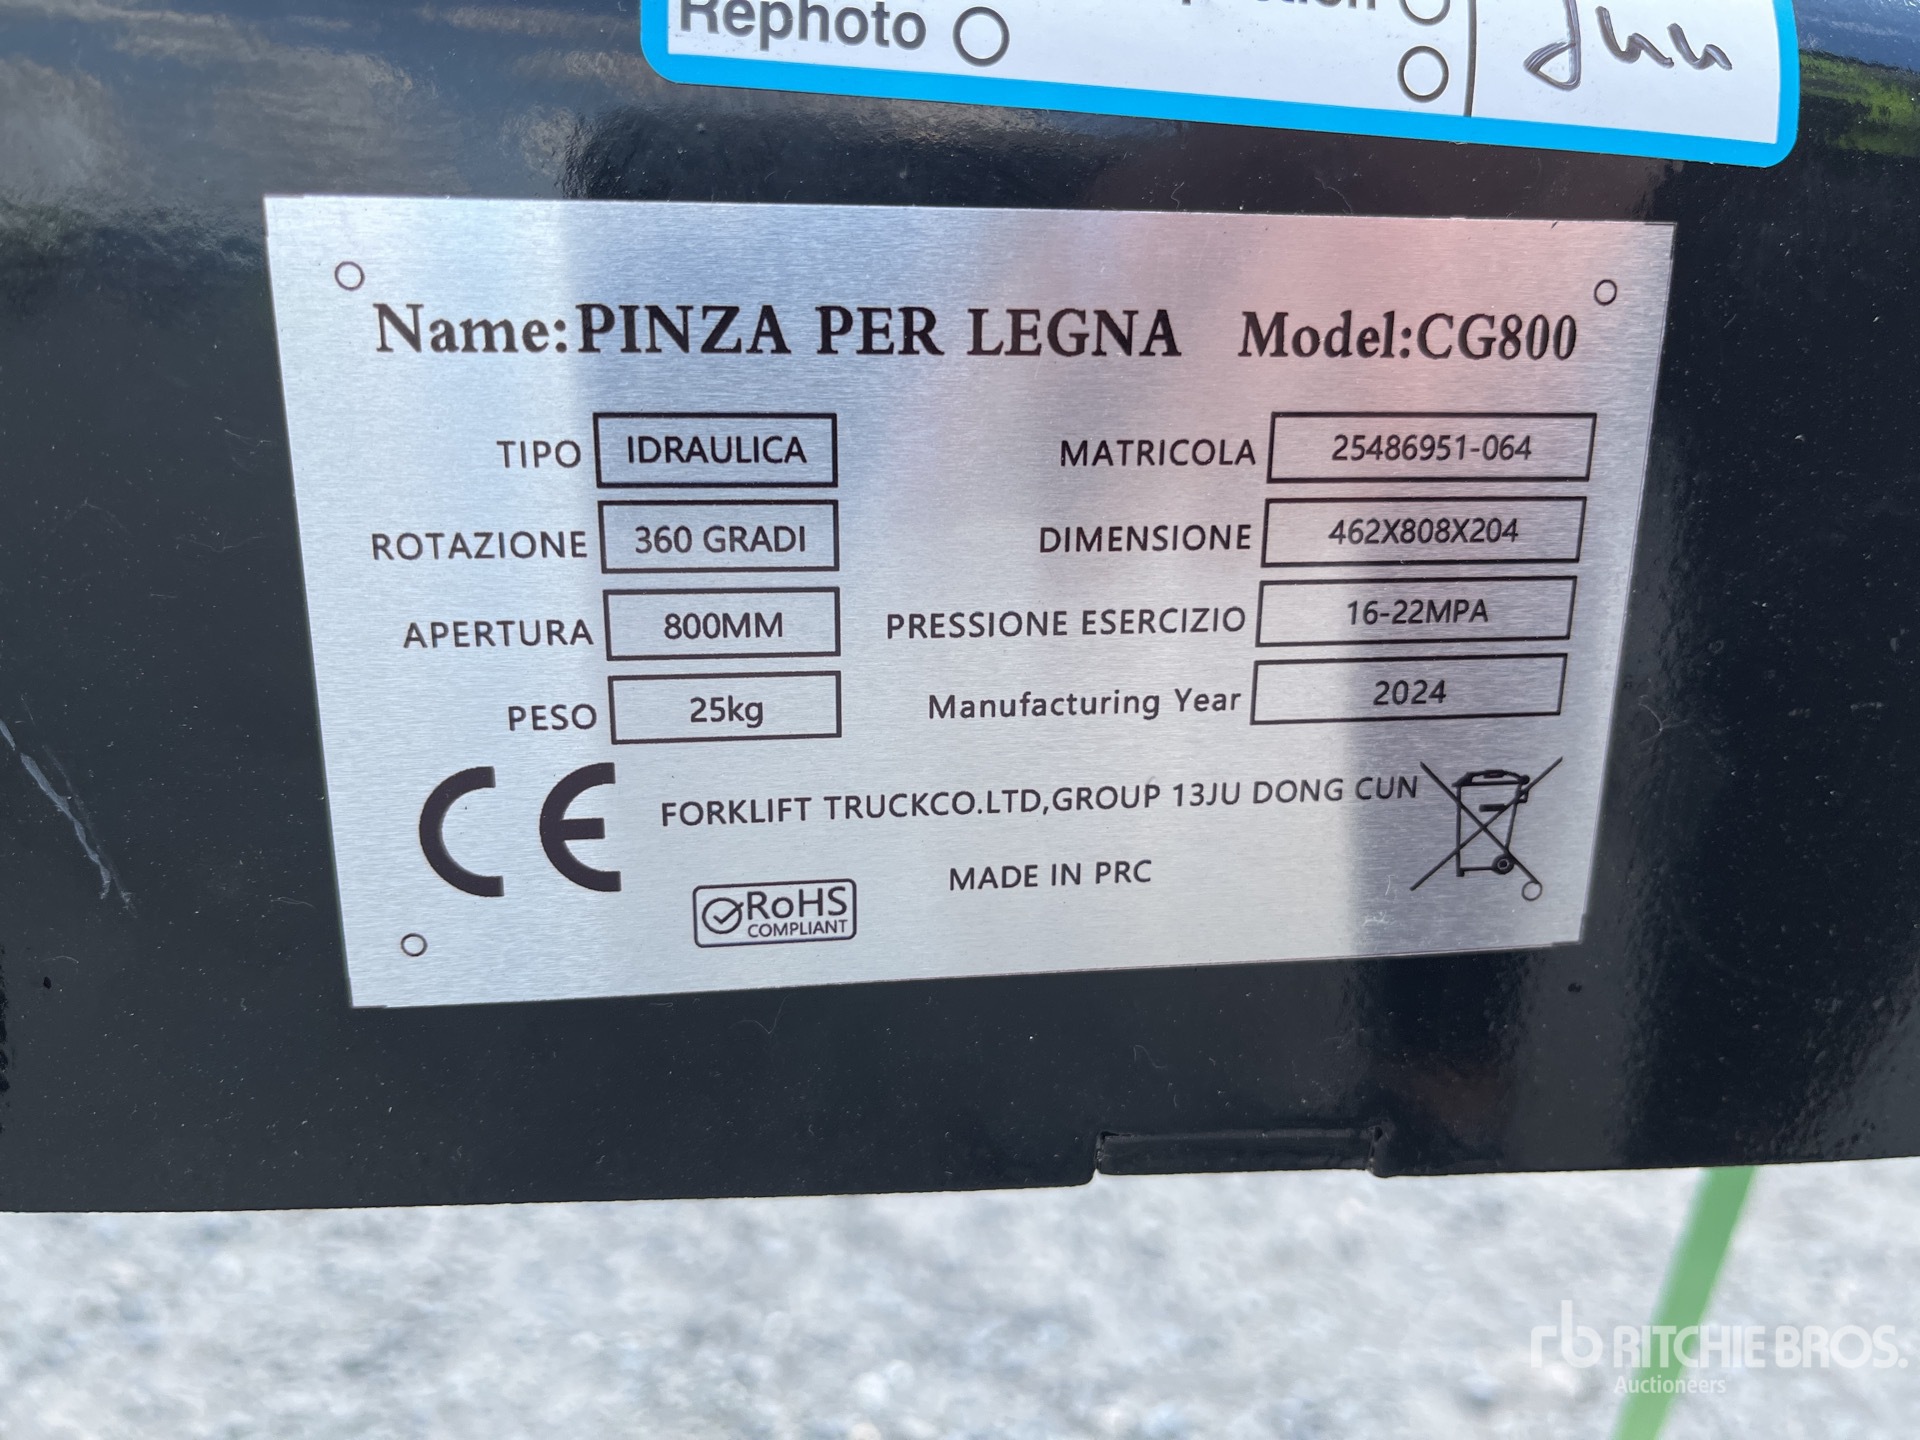 Rephoto
Name:PINZA PER LEGNA Model:CG800
TIPO IDRAULICA MATRICOLA 25486951-064
ROTAZIONE 360 GRADI DIMENSIONE 462X808X204
APERTURA 800MM PRESSIONE ESERCIZIO 16-22MPA
PESO 25kg Manufacturing Year 2024
CE FORKLIFT TRUCKCO.LTD,GROUP 13JU DONG CUN
MADE IN PRC
RoHS
COMPLIANT
rb RITCHIE BROS.
Auctioneers